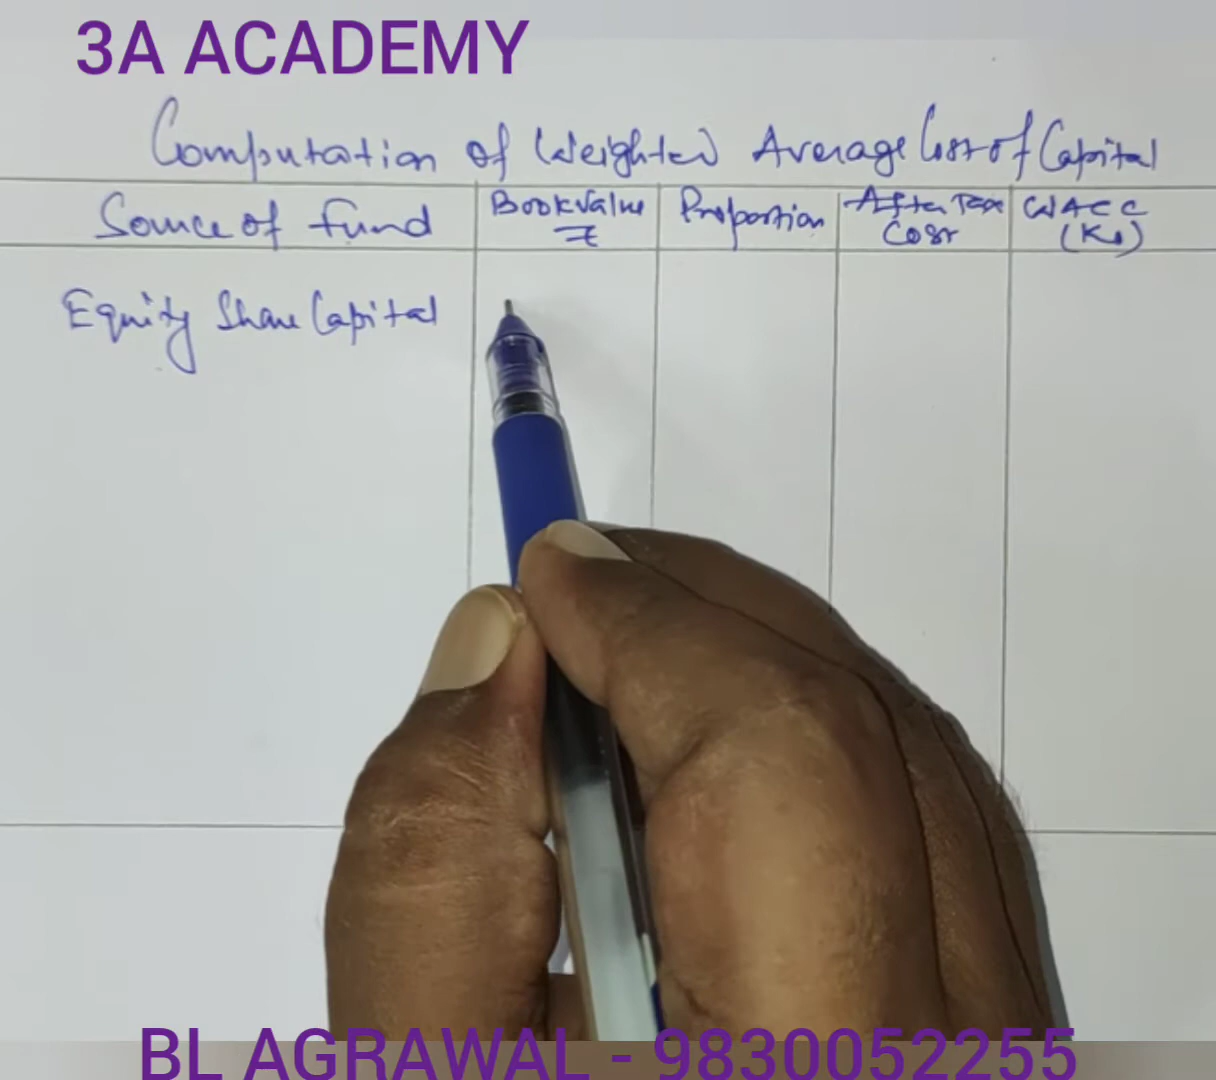 3A ACADEMY
Computation of Weighted Average Cost of Capital
Source of Fund
Book Value
₹
Proportion
After Tax
Cost
WACC
(Ko)
Equity Share Capital
BL AGRAWAL - 9830052255